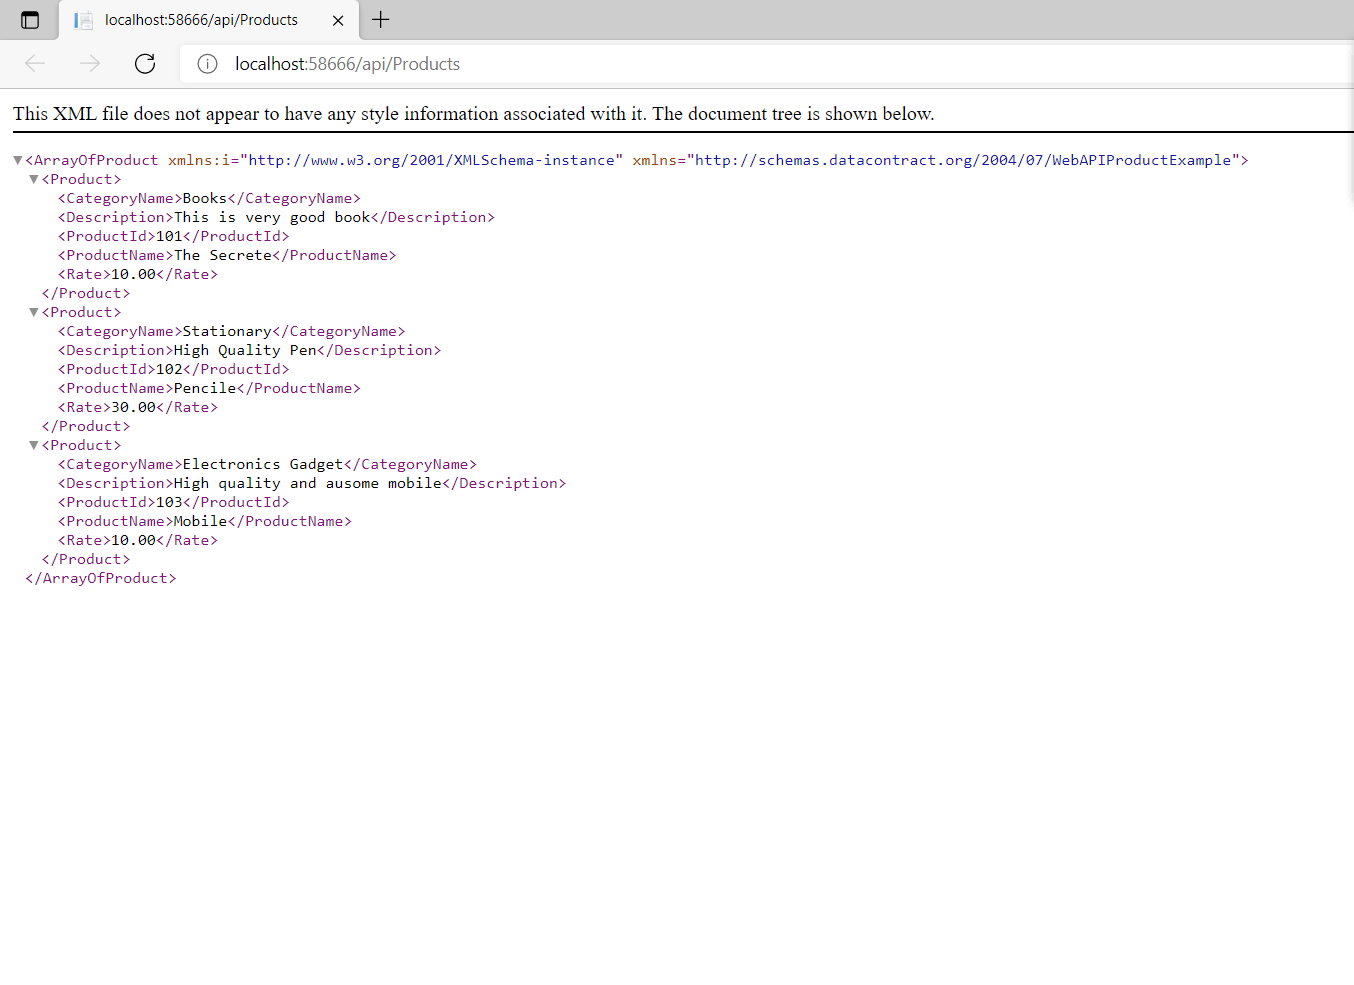 localhost:58666/api/Products
localhost:58666/api/Products
This XML file does not appear to have any style information associated with it. The document tree is shown below.
<ArrayOfProduct xmlns:i="http://www.w3.org/2001/XMLSchema-instance" xmlns="http://schemas.datacontract.org/2004/07/WebAPIProductExample">
<Product>
<CategoryName>Books</CategoryName>
<Description>This is very good book</Description>
<ProductId>101</ProductId>
<ProductName>The Secrete</ProductName>
<Rate>10.00</Rate>
</Product>
<Product>
<CategoryName>Stationary</CategoryName>
<Description>High Quality Pen</Description>
<ProductId>102</ProductId>
<ProductName>Pencile</ProductName>
<Rate>30.00</Rate>
</Product>
<Product>
<CategoryName>Electronics Gadget</CategoryName>
<Description>High quality and ausome mobile</Description>
<ProductId>103</ProductId>
<ProductName>Mobile</ProductName>
<Rate>10.00</Rate>
</Product>
</ArrayOfProduct>